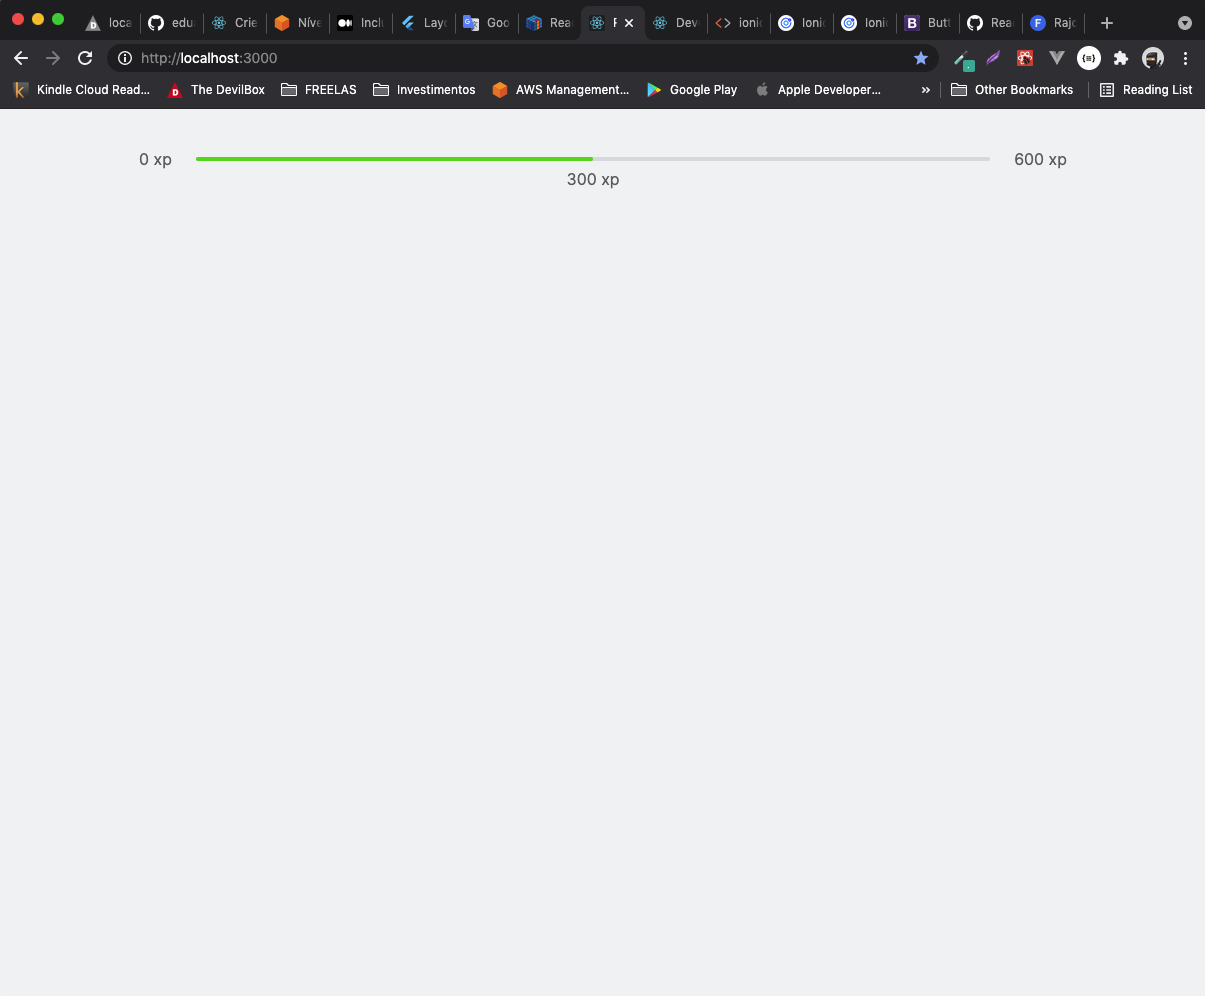 loca edu Crie Níve Inclu Layo Goo Rea Dev ionic Ionic Ionic Butt Rea Rajo
http://localhost:3000
Kindle Cloud Read... The DevilBox FREELAS Investimentos AWS Management... Google Play Apple Developer... » Other Bookmarks Reading List
0 xp 600 xp
300 xp